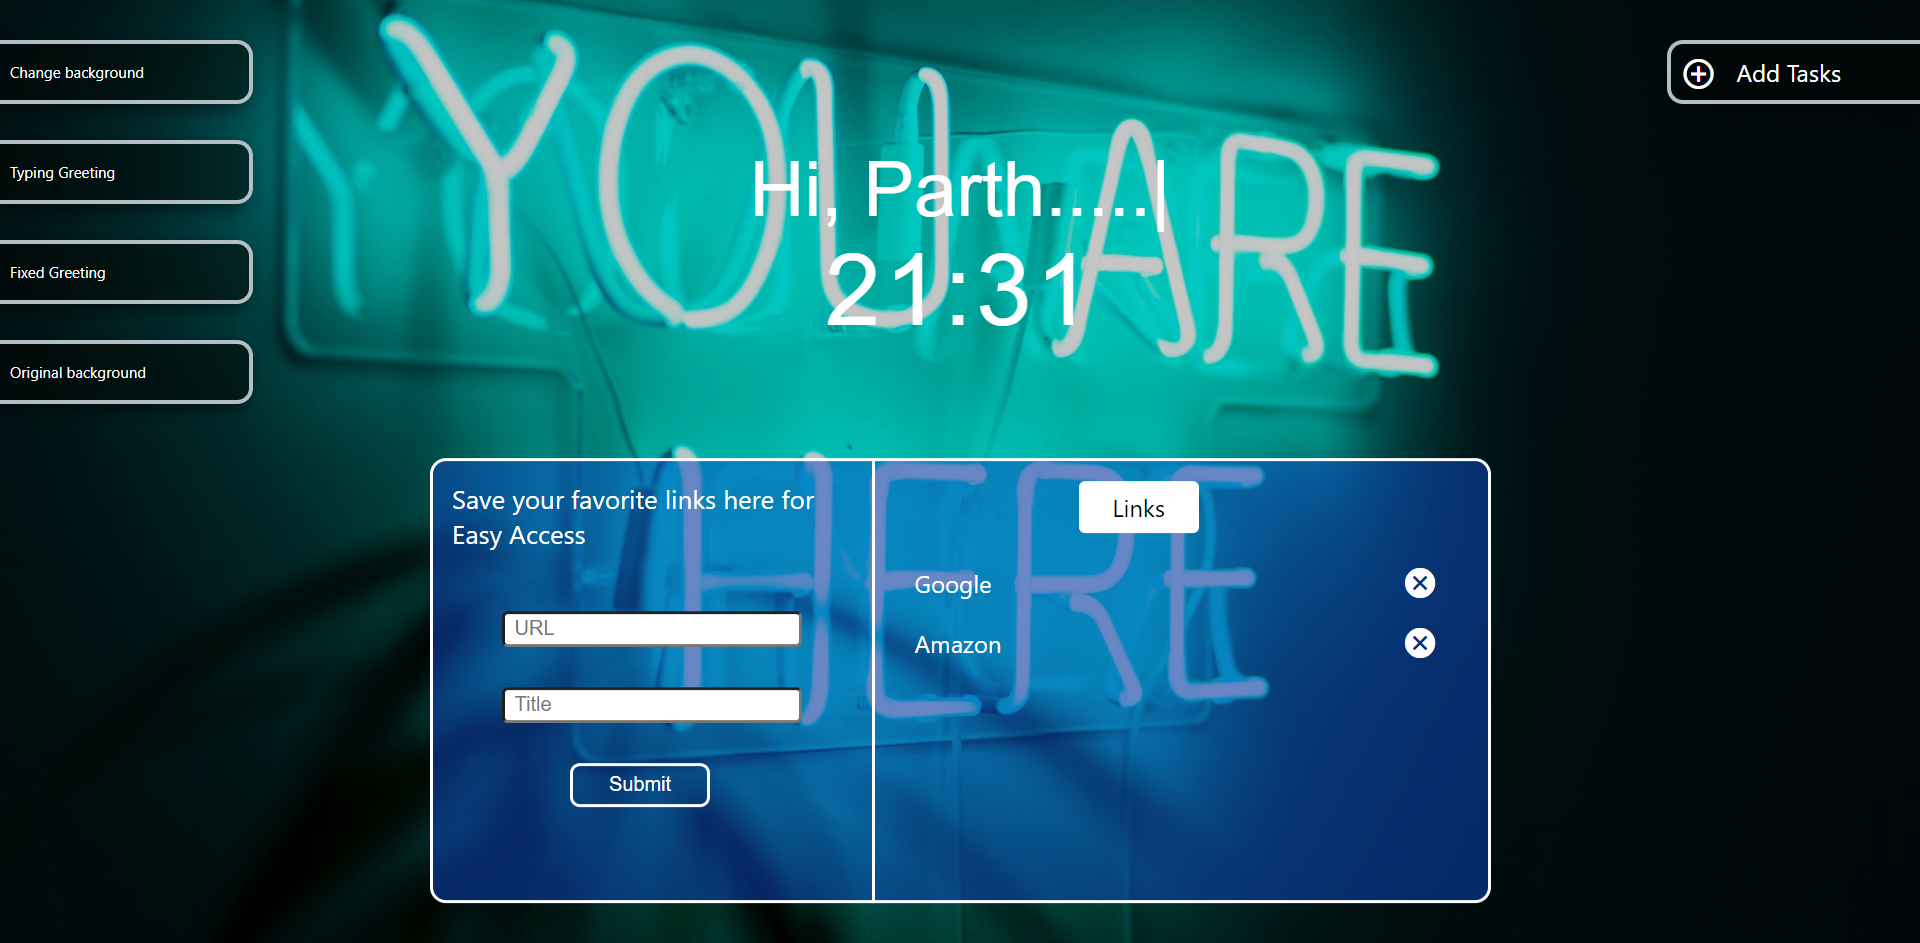 Change background
Typing Greeting
Fixed Greeting
Original background
Add Tasks
YOU ARE
HERE
Hi, Parth.....|
21:31
Save your favorite links here for
Easy Access
URL
Title
Submit
Links
Google
Amazon